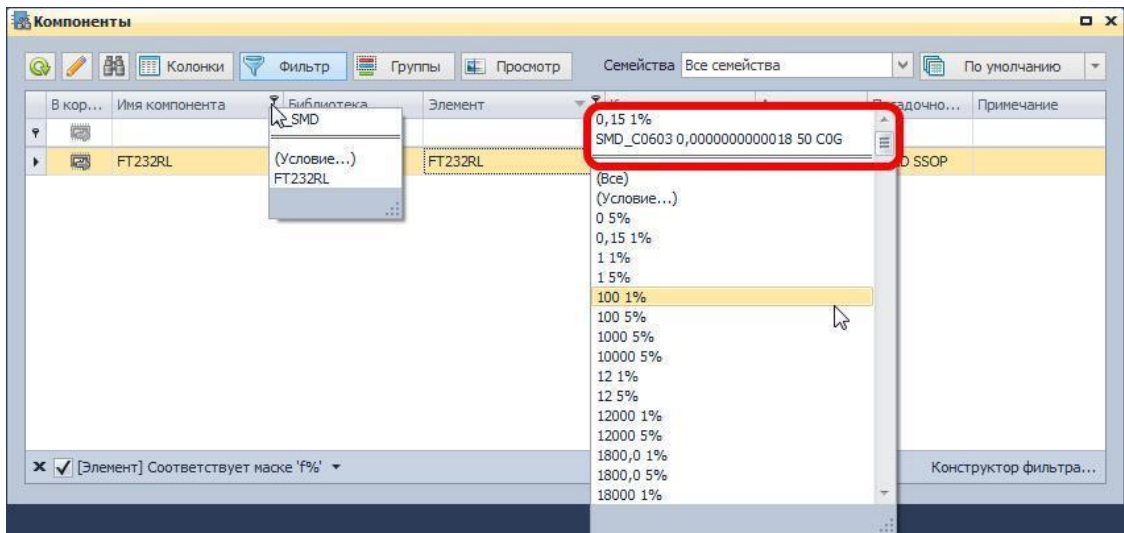 Компоненты
Колонки Фильтр Группы Просмотр Семейства Все семейства По умолчанию
В кор... Имя компонента Библиотека Элемент Примечание
_SMD
(Условие...)
FT232RL
FT232RL FT232RL SSOP
0,15 1%
SMD_C0603 0,0000000000018 50 C0G
(Все)
(Условие...)
0 5%
0,15 1%
1 1%
1 5%
100 1%
100 5%
1000 5%
10000 5%
12 1%
12 5%
12000 1%
12000 5%
1800,0 1%
1800,0 5%
18000 1%
[Элемент] Соответствует маске 'f%' Конструктор фильтра...